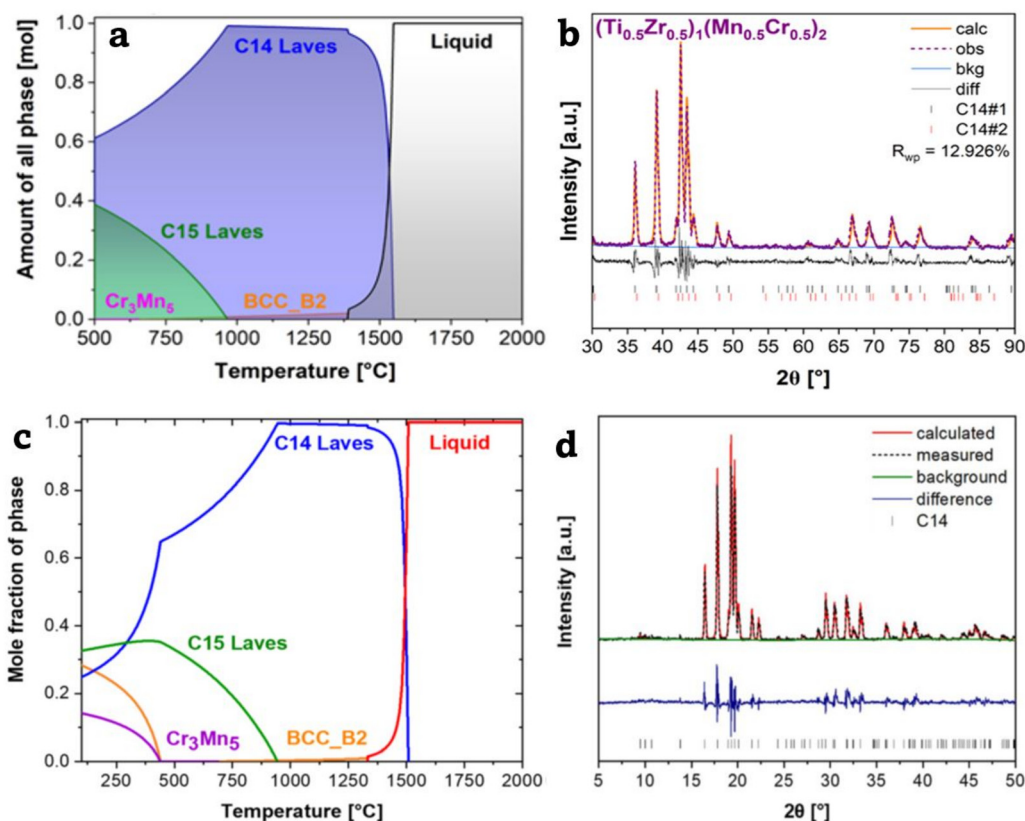 a
C14 Laves
Liquid
C15 Laves
Cr3Mn5
BCC_B2
Amount of all phase [mol]
1.0
0.8
0.6
0.4
0.2
0.0
500 750 1000 1250 1500 1750 2000
Temperature [°C]
b
(Ti0.5Zr0.5)1(Mn0.5Cr0.5)2
calc
obs
bkg
diff
C14#1
C14#2
Rwp = 12.926%
Intensity [a.u.]
30 35 40 45 50 55 60 65 70 75 80 85 90
2θ [°]
c
C14 Laves
Liquid
C15 Laves
Cr3Mn5
BCC_B2
Mole fraction of phase
1.0
0.8
0.6
0.4
0.2
0.0
250 500 750 1000 1250 1500 1750 2000
Temperature [°C]
d
calculated
measured
background
difference
C14
Intensity [a.u.]
5 10 15 20 25 30 35 40 45 50
2θ [°]